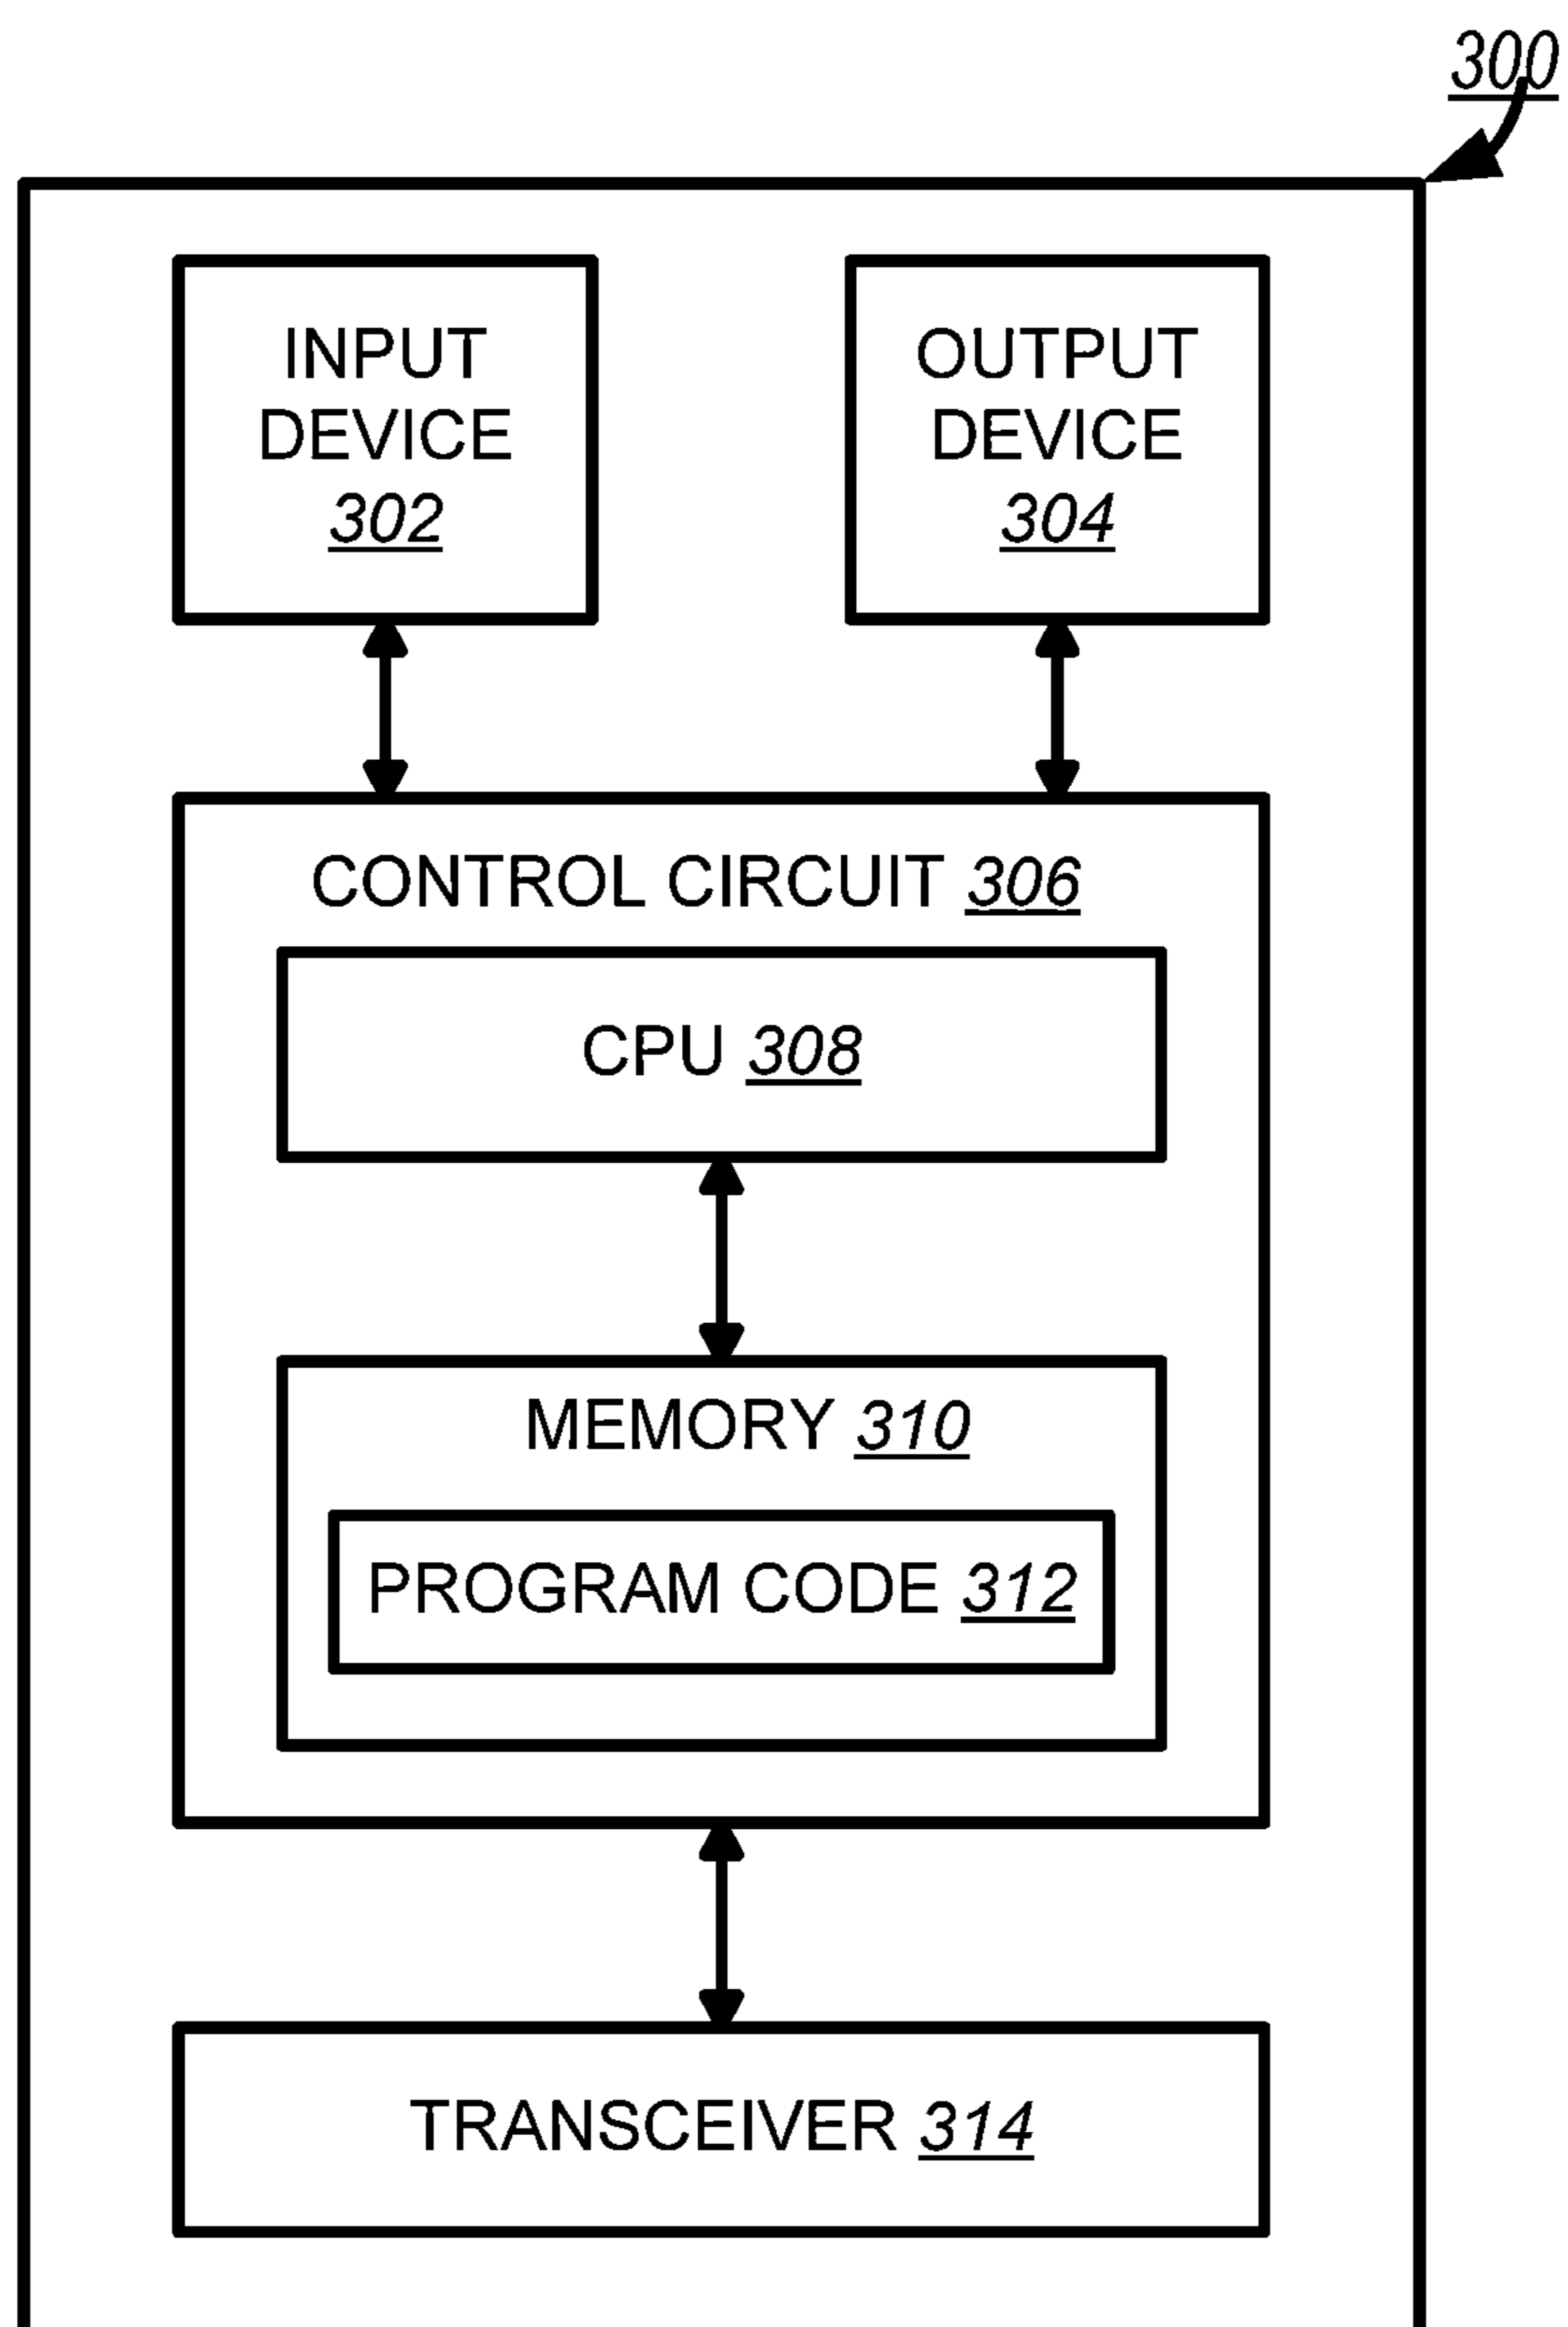 300
INPUT
DEVICE
302
OUTPUT
DEVICE
304
CONTROL CIRCUIT 306
CPU 308
MEMORY 310
PROGRAM CODE 312
TRANSCEIVER 314